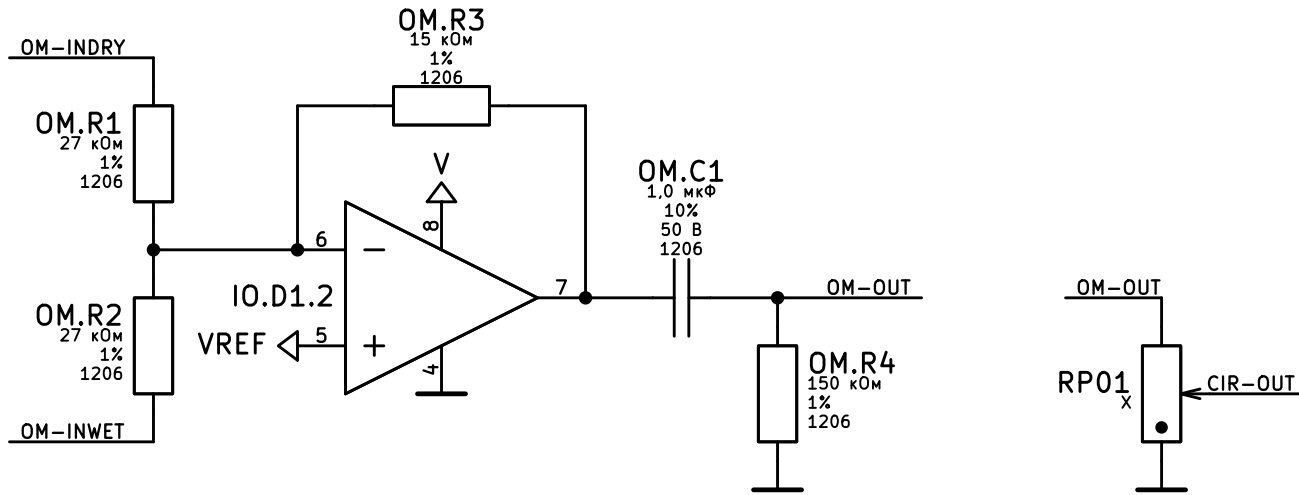 OM-INDRY
OM.R1
27 кОм
1%
1206
OM.R2
27 кОм
1%
1206
OM-INWET
OM.R3
15 кОм
1%
1206
V
8
6
−
IO.D1.2
VREF
5
+
4
7
OM.C1
1,0 мкФ
10%
50 В
1206
OM-OUT
OM.R4
150 кОм
1%
1206
OM-OUT
RP01
X
CIR-OUT